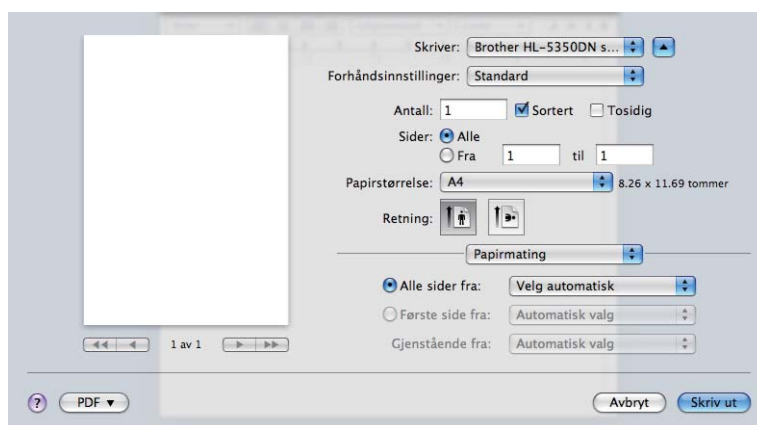 Skriver: Brother HL-5350DN s...
Forhåndsinnstillinger: Standard
Antall: 1 Sortert Tosidig
Sider: Alle
Fra 1 til 1
Papirstørrelse: A4 8.26 x 11.69 tommer
Retning:
Papirmating
Alle sider fra: Velg automatisk
Første side fra: Automatisk valg
Gjenstående fra: Automatisk valg
1 av 1
? PDF ▼ Avbryt Skriv ut